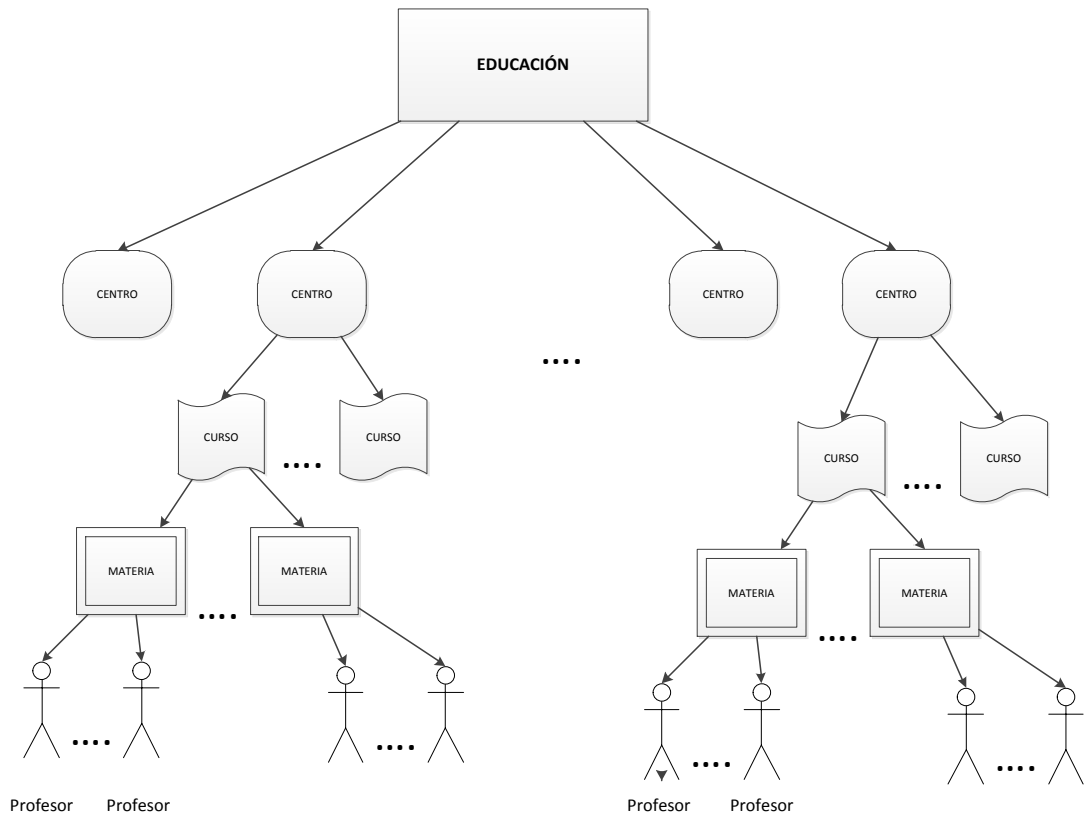 EDUCACIÓN
CENTRO
CENTRO
CENTRO
CENTRO
....
CURSO
....
CURSO
CURSO
....
CURSO
MATERIA
....
MATERIA
MATERIA
....
MATERIA
....
....
....
....
Profesor Profesor
Profesor Profesor